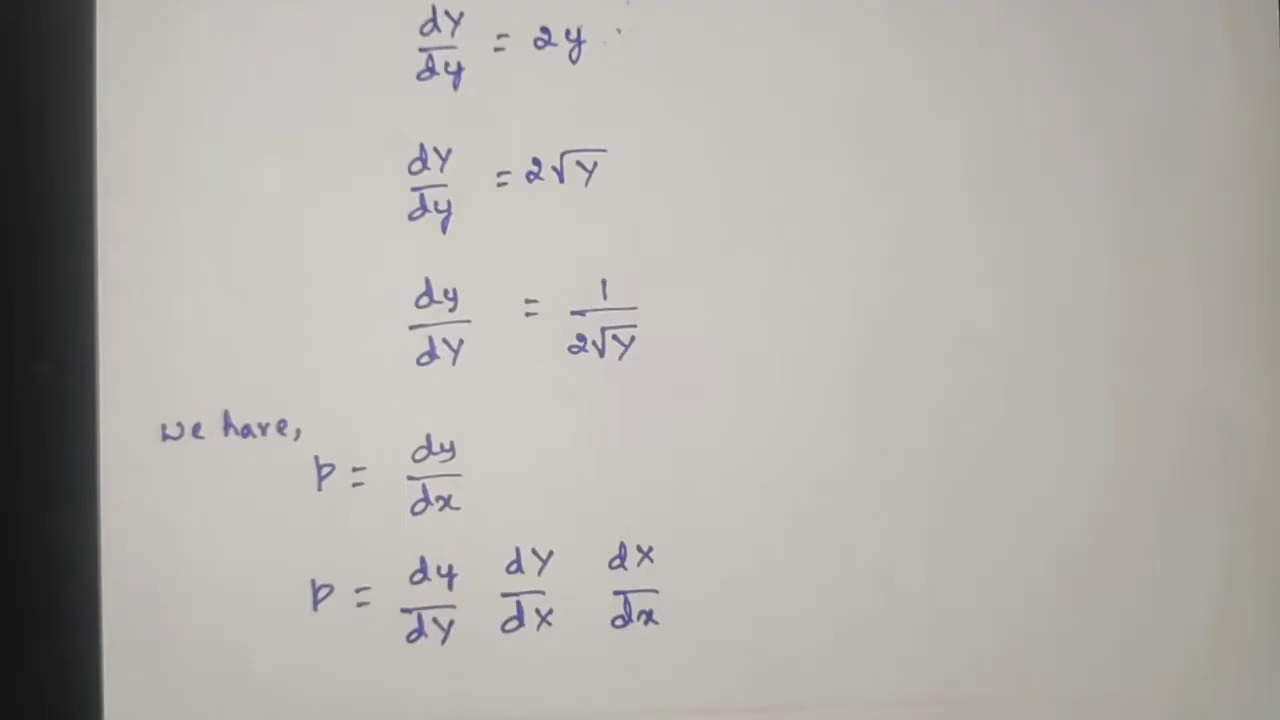 dY/dy = 2y
dY/dy = 2√Y
dy/dY = 1/2√Y
we have,
p = dy/dx
p = dy/dY dY/dX dX/dx